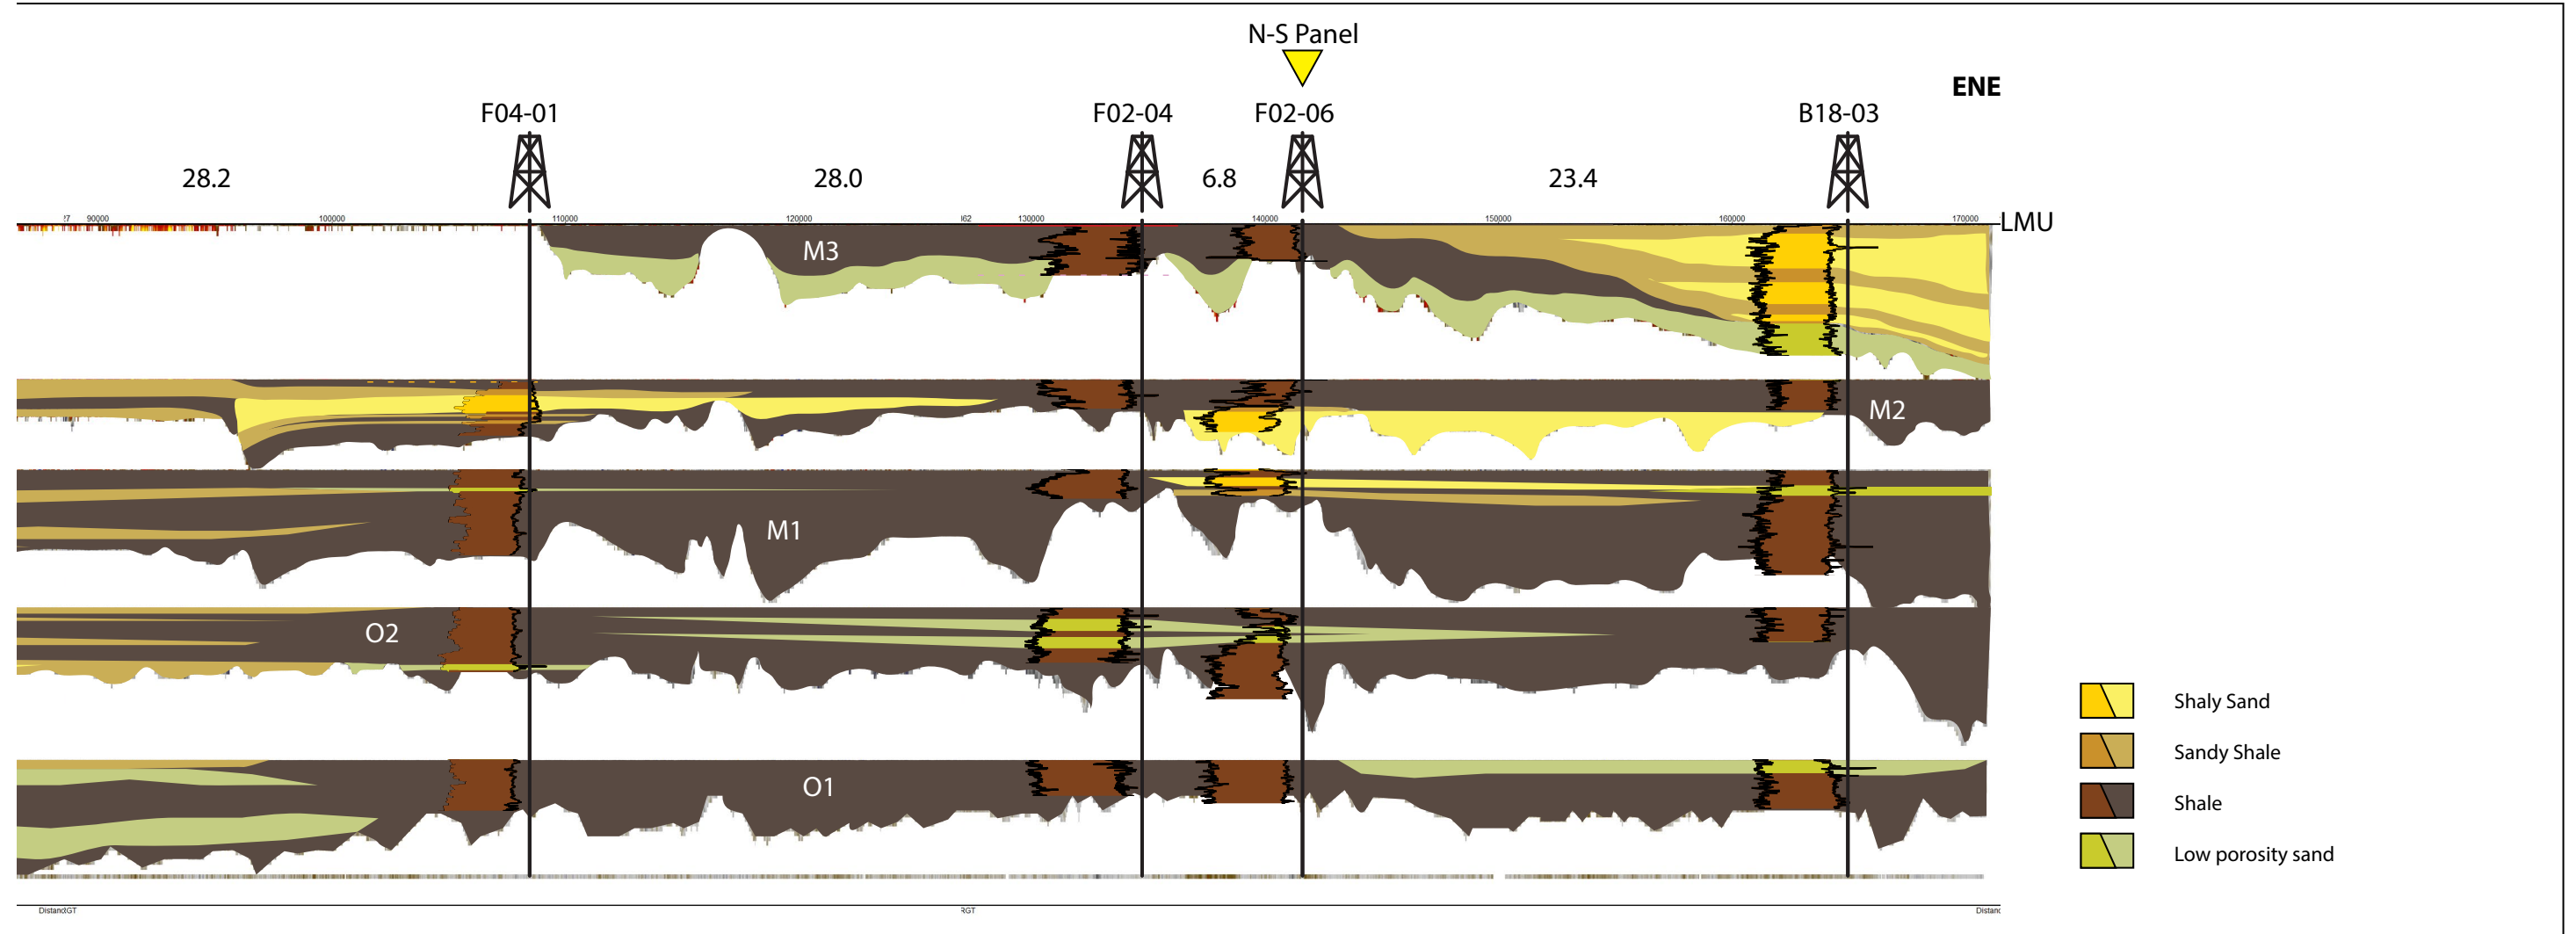 N-S Panel
ENE
F04-01 F02-04 F02-06 B18-03
28.2 28.0 6.8 23.4
90000 100000 110000 120000 130000 140000 150000 160000 170000
LMU
M3
M2
M1
O2
O1
Shaly Sand
Sandy Shale
Shale
Low porosity sand